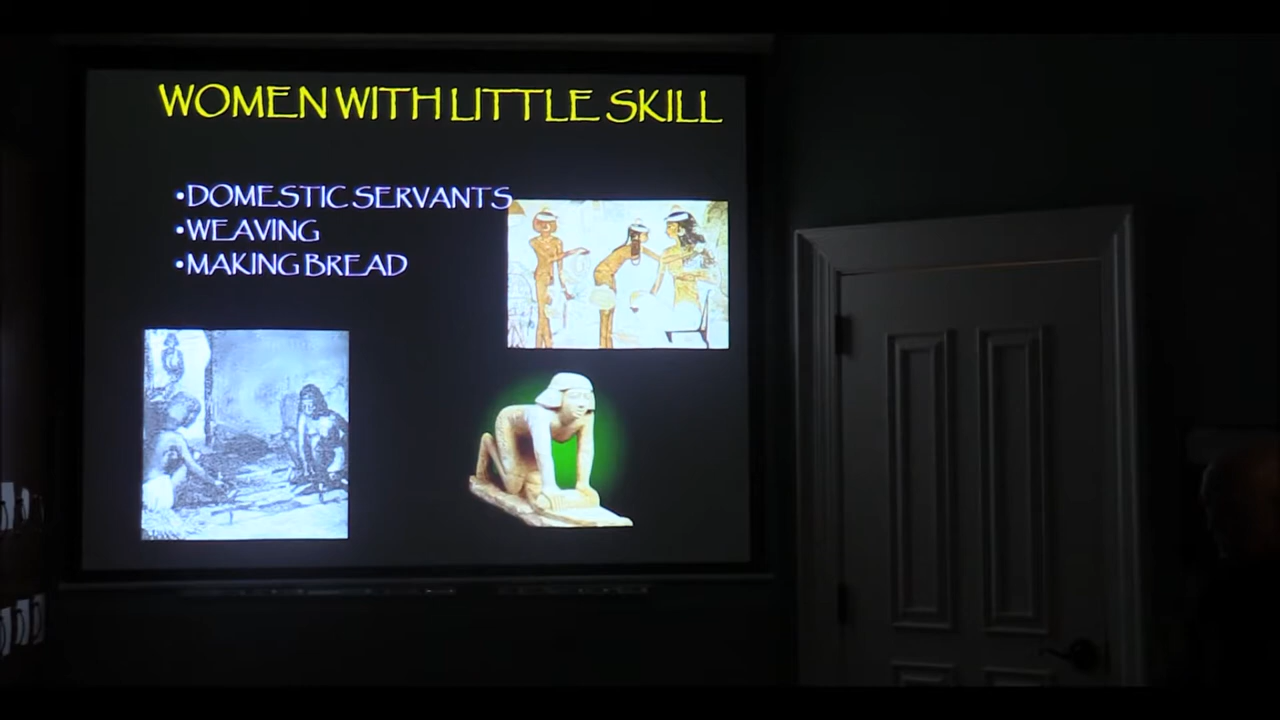 WOMEN WITH LITTLE SKILL
•DOMESTIC SERVANTS
•WEAVING
•MAKING BREAD